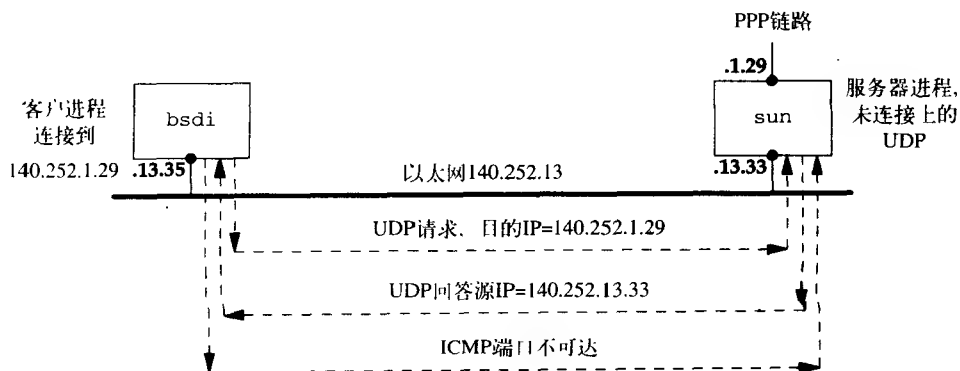 PPP链路
.1.29
客户进程
连接到
140.252.1.29
bsdi
.13.35
sun
.13.33
服务器进程,
未连接上的
UDP
以太网140.252.13
UDP请求、目的IP=140.252.1.29
UDP回答源IP=140.252.13.33
ICMP端口不可达